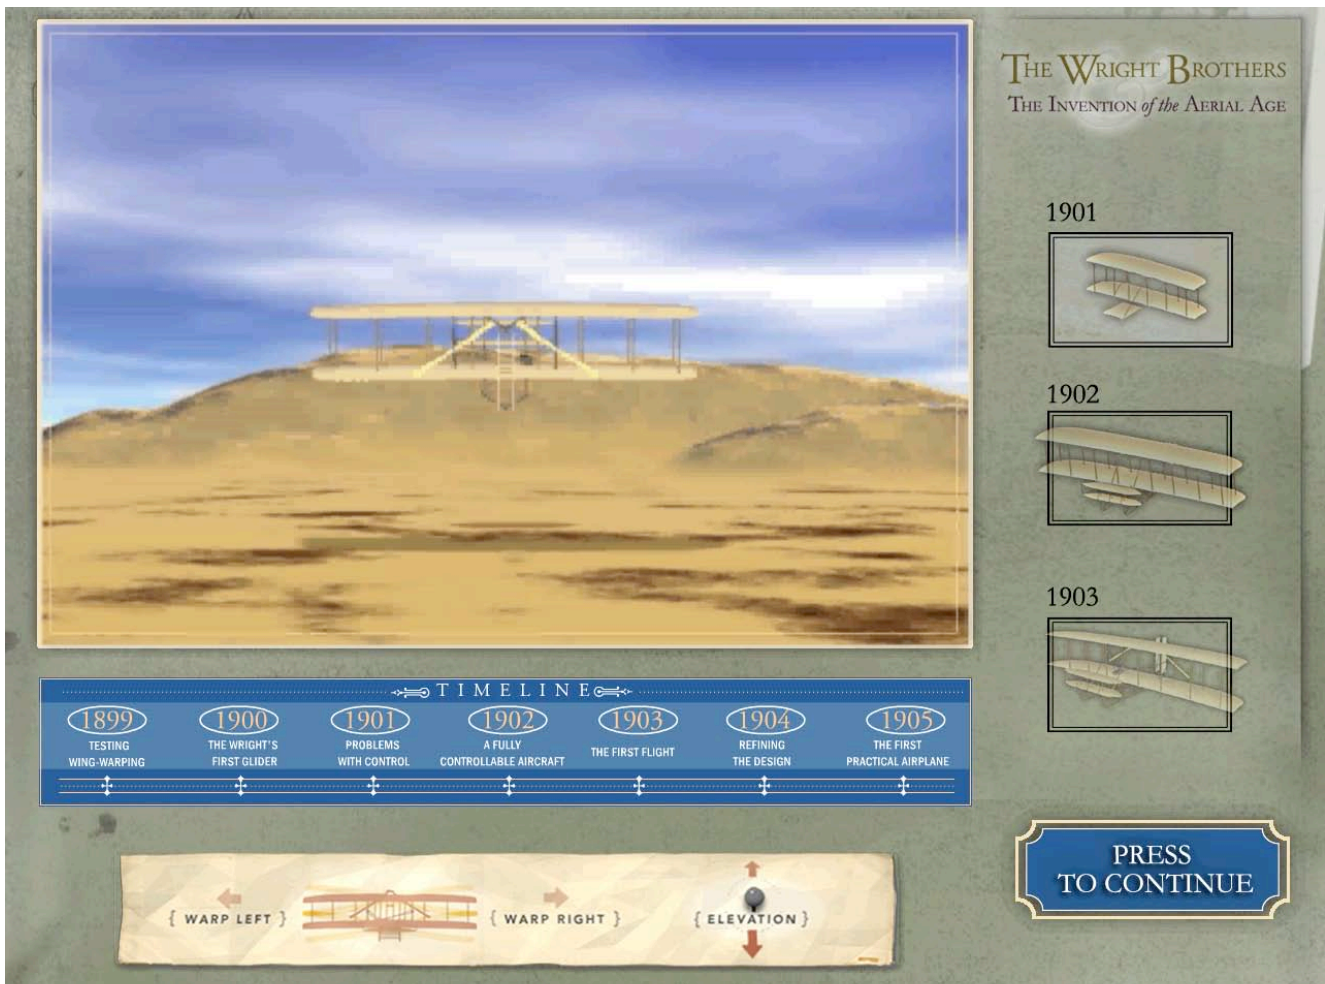 THE WRIGHT BROTHERS
THE INVENTION of the AERIAL AGE
1901
1902
1903
TIMELINE
1899
TESTING
WING-WARPING
1900
THE WRIGHT'S
FIRST GLIDER
1901
PROBLEMS
WITH CONTROL
1902
A FULLY
CONTROLLABLE AIRCRAFT
1903
THE FIRST FLIGHT
1904
REFINING
THE DESIGN
1905
THE FIRST
PRACTICAL AIRPLANE
{ WARP LEFT }
{ WARP RIGHT }
{ ELEVATION }
PRESS
TO CONTINUE